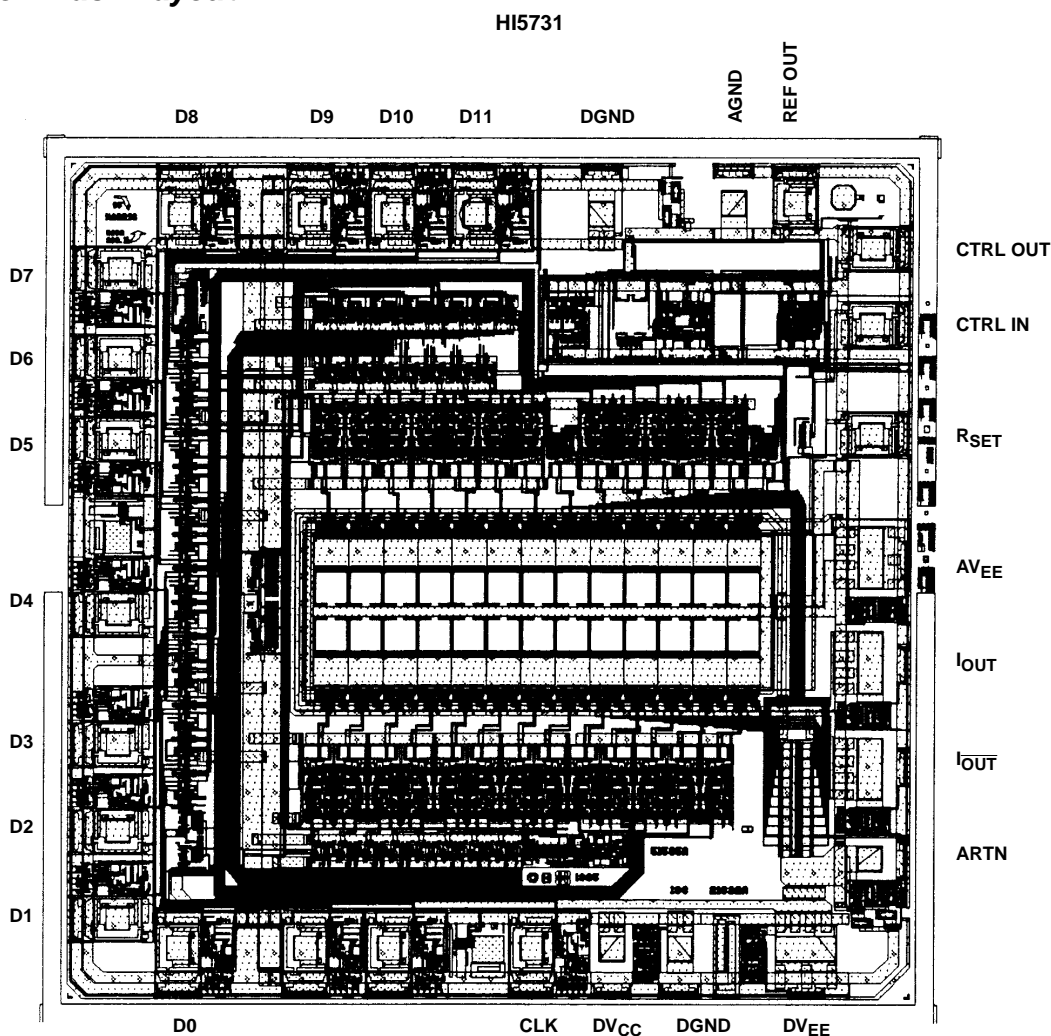 HI5731
D8
D9
D10
D11
DGND
AGND
REF OUT
D7
D6
D5
D4
D3
D2
D1
CTRL OUT
CTRL IN
RSET
AVEE
IOUT
IOUT
ARTN
D0
CLK
DVCC
DGND
DVEE